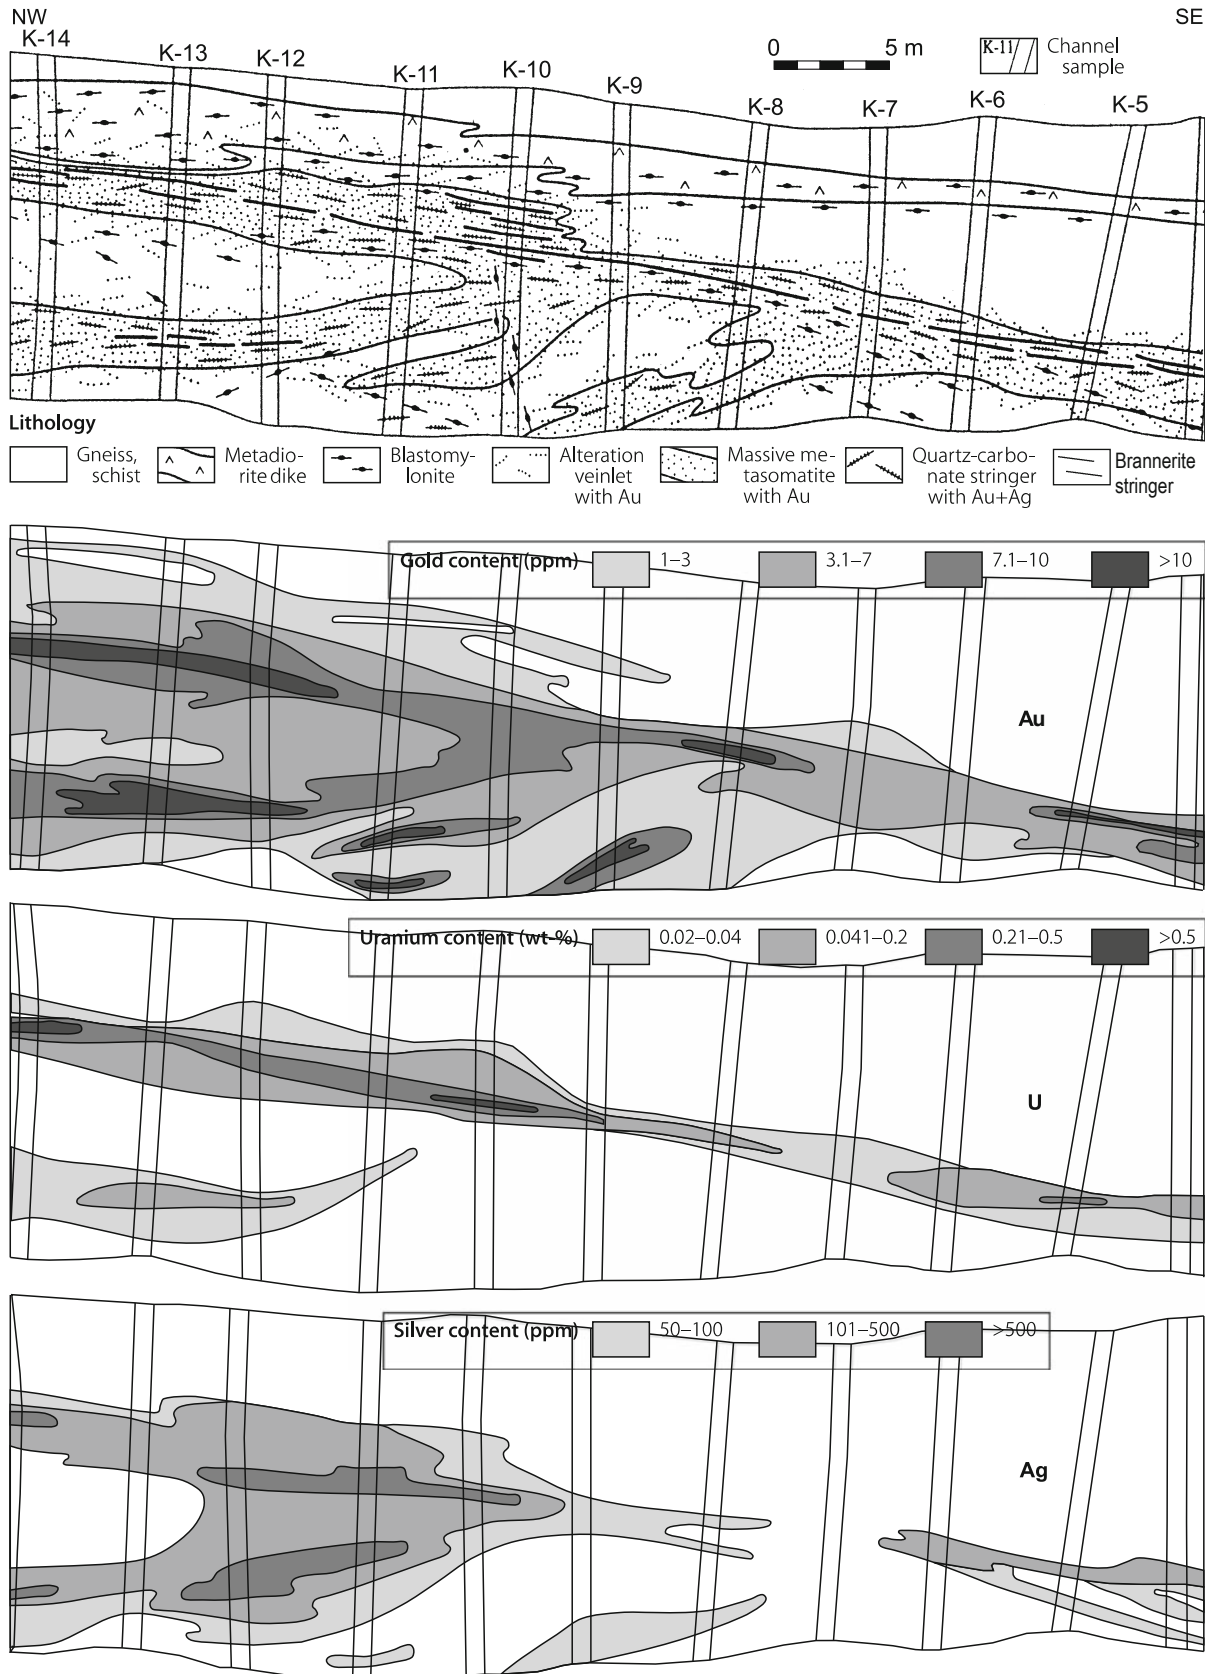 NW
SE
K-14
K-13
K-12
K-11
K-10
K-9
K-8
K-7
K-6
K-5
0 5 m
K-11
Channel
sample
Lithology
Gneiss,
schist
Metadio-
rite dike
Blastomy-
lonite
Alteration
veinlet
with Au
Massive me-
tasomatite
with Au
Quartz-carbo-
nate stringer
with Au+Ag
Brannerite
stringer
Gold content (ppm) 1–3 3.1–7 7.1–10 >10
Au
Uranium content (wt-%) 0.02–0.04 0.041–0.2 0.21–0.5 >0.5
U
Silver content (ppm) 50–100 101–500 >500
Ag